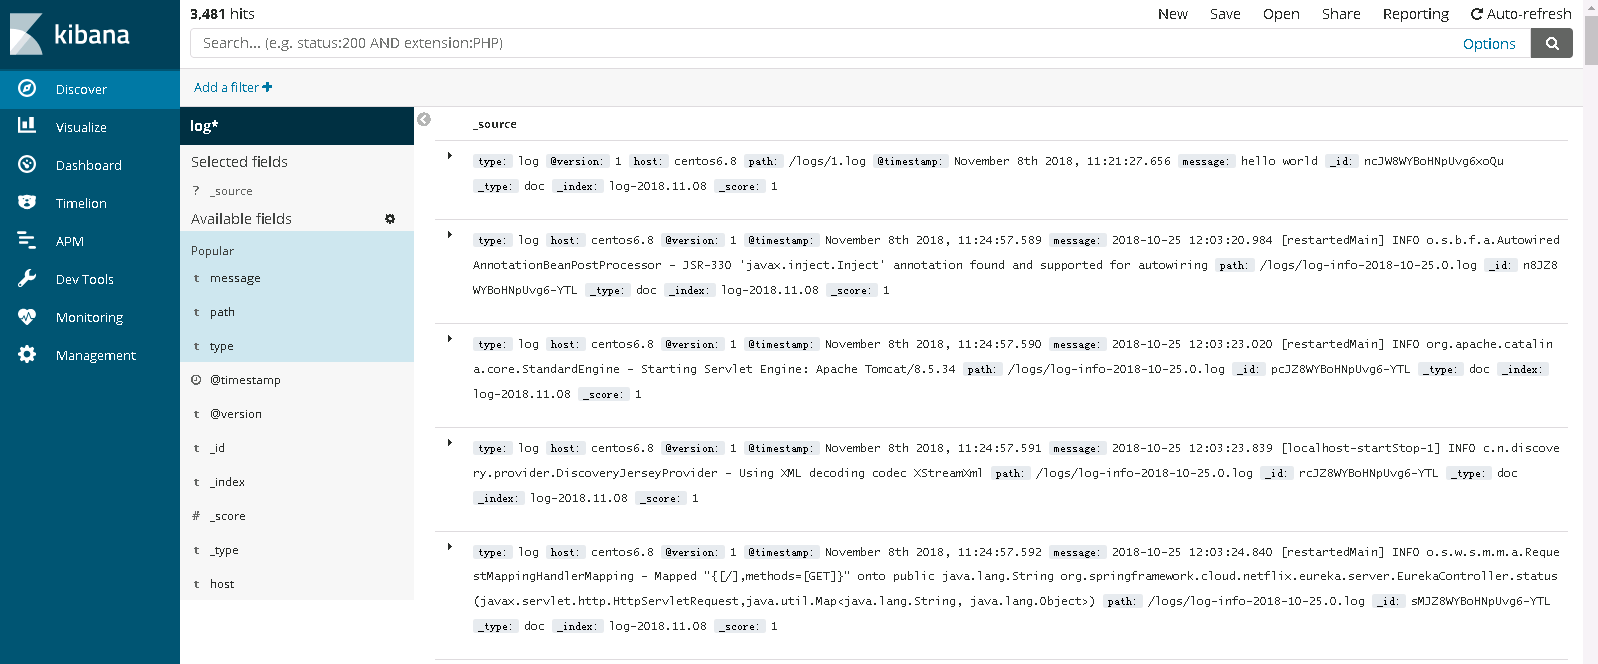 kibana
Discover
Visualize
Dashboard
Timelion
APM
Dev Tools
Monitoring
Management
3,481 hits
New Save Open Share Reporting Auto-refresh
Search... (e.g. status:200 AND extension:PHP)
Options
Add a filter
log*
Selected fields
? _source
Available fields
Popular
t message
t path
t type
@timestamp
t @version
t _id
t _index
# _score
t _type
t host
_source
type: log @version: 1 host: centos6.8 path: /logs/1.log @timestamp: November 8th 2018, 11:21:27.656 message: hello world _id: ncJW8WYBoHNpUvg6xoQu
_type: doc _index: log-2018.11.08 _score: 1
type: log host: centos6.8 @version: 1 @timestamp: November 8th 2018, 11:24:57.589 message: 2018-10-25 12:03:20.984 [restartedMain] INFO o.s.b.f.a.Autowired
AnnotationBeanPostProcessor - JSR-330 'javax.inject.Inject' annotation found and supported for autowiring path: /logs/log-info-2018-10-25.0.log _id: n8JZ8
WYBoHNpUvg6-YTL _type: doc _index: log-2018.11.08 _score: 1
type: log host: centos6.8 @version: 1 @timestamp: November 8th 2018, 11:24:57.590 message: 2018-10-25 12:03:23.020 [restartedMain] INFO org.apache.catalin
a.core.StandardEngine - Starting Servlet Engine: Apache Tomcat/8.5.34 path: /logs/log-info-2018-10-25.0.log _id: pcJZ8WYBoHNpUvg6-YTL _type: doc _index:
log-2018.11.08 _score: 1
type: log host: centos6.8 @version: 1 @timestamp: November 8th 2018, 11:24:57.591 message: 2018-10-25 12:03:23.839 [localhost-startStop-1] INFO c.n.discove
ry.provider.DiscoveryJerseyProvider - Using XML decoding codec XStreamXml path: /logs/log-info-2018-10-25.0.log _id: rcJZ8WYBoHNpUvg6-YTL _type: doc
_index: log-2018.11.08 _score: 1
type: log host: centos6.8 @version: 1 @timestamp: November 8th 2018, 11:24:57.592 message: 2018-10-25 12:03:24.840 [restartedMain] INFO o.s.w.s.m.m.a.Reque
stMappingHandlerMapping - Mapped "{[/],methods=[GET]}" onto public java.lang.String org.springframework.cloud.netflix.eureka.server.EurekaController.status
(javax.servlet.http.HttpServletRequest,java.util.Map<java.lang.String, java.lang.Object>) path: /logs/log-info-2018-10-25.0.log _id: sMJZ8WYBoHNpUvg6-YTL
_type: doc _index: log-2018.11.08 _score: 1